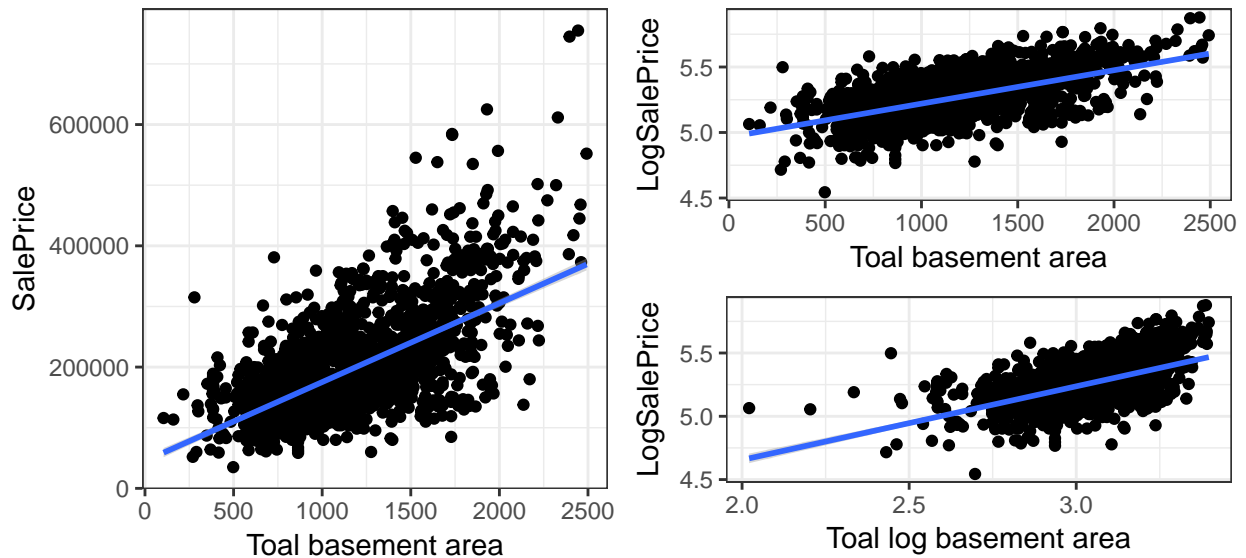 SalePrice
600000
400000
200000
0
0 500 1000 1500 2000 2500
Toal basement area
LogSalePrice
5.5
5.0
4.5
0 500 1000 1500 2000 2500
Toal basement area
LogSalePrice
5.5
5.0
4.5
2.0 2.5 3.0
Toal log basement area